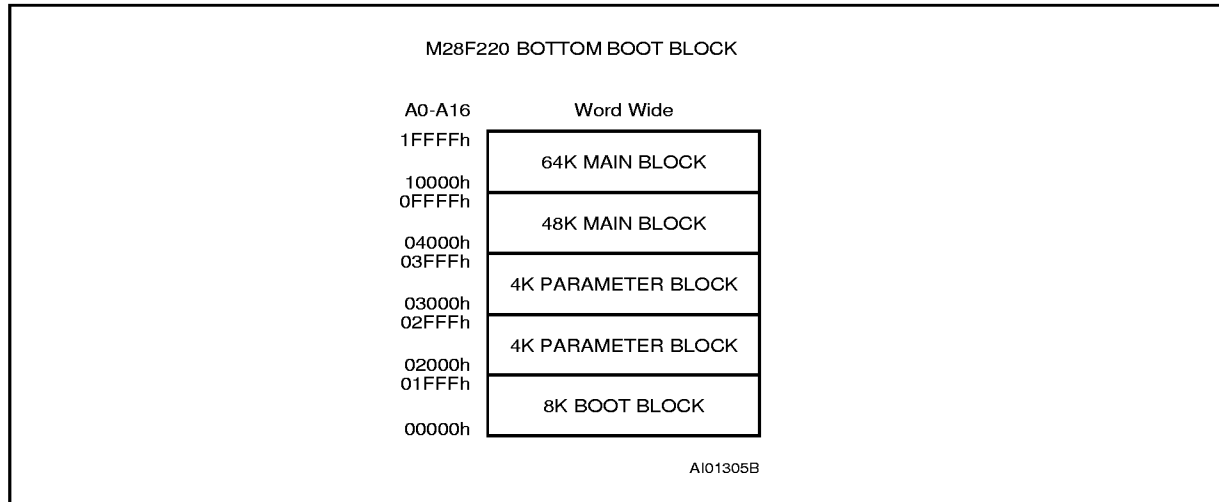 M28F220 BOTTOM BOOT BLOCK
A0-A16 Word Wide
1FFFFh
64K MAIN BLOCK
10000h
0FFFFh
48K MAIN BLOCK
04000h
03FFFh
4K PARAMETER BLOCK
03000h
02FFFh
4K PARAMETER BLOCK
02000h
01FFFh
8K BOOT BLOCK
00000h
AI01305B